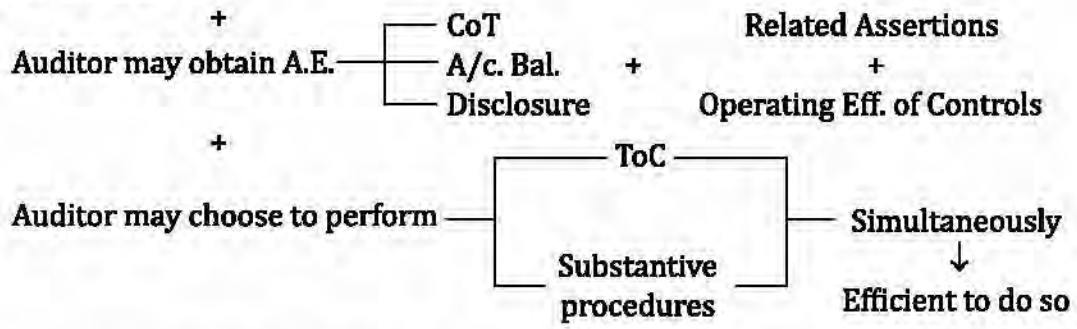 +
CoT
Related Assertions
Auditor may obtain A.E.
A/c. Bal.
+
+
Disclosure
Operating Eff. of Controls
+
ToC
Auditor may choose to perform
Simultaneously
↓
Substantive
procedures
Efficient to do so